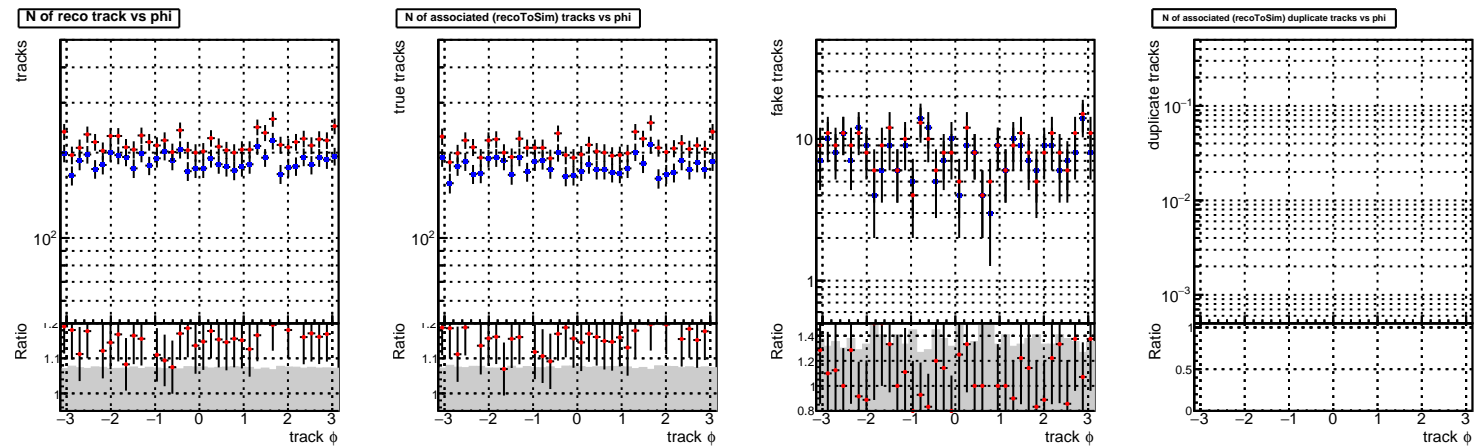 N of reco track vs phi
tracks
10²
Ratio
1.2
1.1
1
−3 −2 −1 0 1 2 3
track ϕ
N of associated (recoToSim) tracks vs phi
true tracks
10²
Ratio
1.2
1.1
1
−3 −2 −1 0 1 2 3
track ϕ
fake tracks
10
1
Ratio
1.4
1.2
1
0.8
−3 −2 −1 0 1 2 3
track ϕ
N of associated (recoToSim) duplicate tracks vs phi
duplicate tracks
10⁻¹
10⁻²
10⁻³
Ratio
1
0.5
0
−3 −2 −1 0 1 2 3
track ϕ